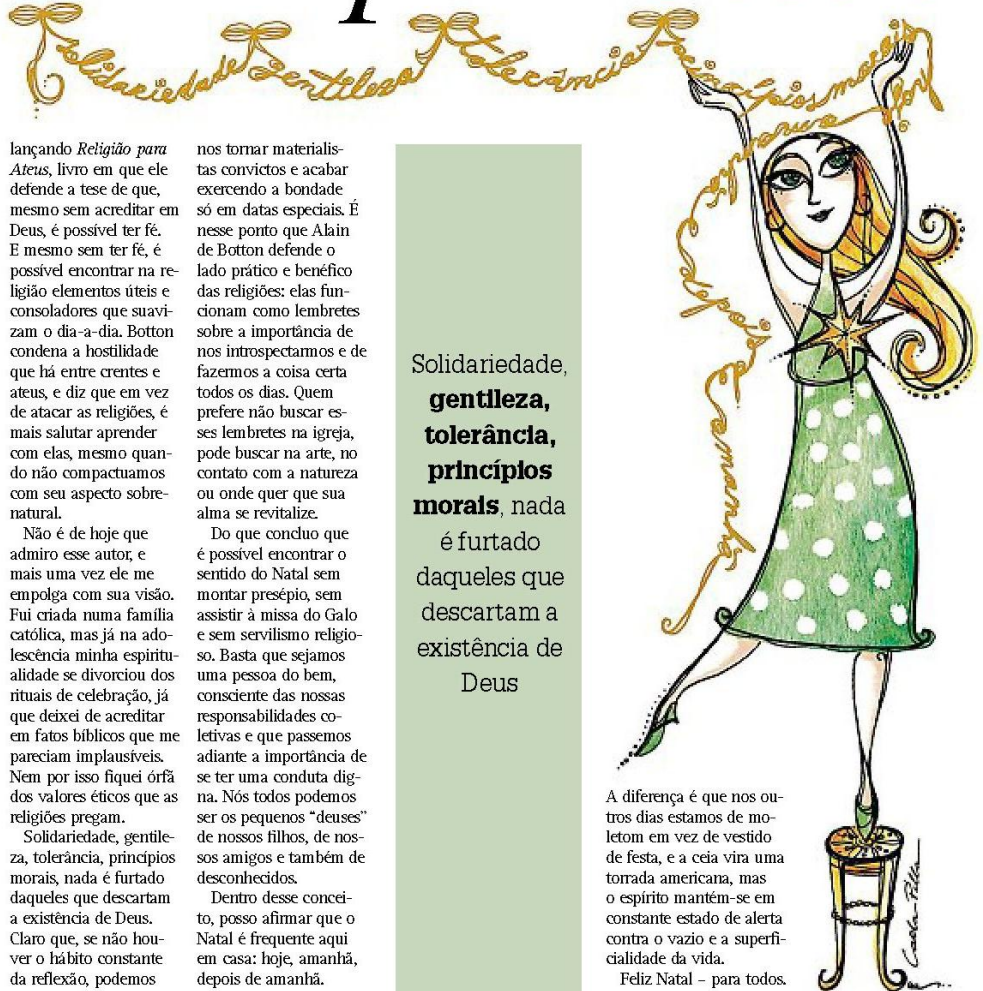 solidariedade gentileza tolerância princípios morais
hoje amanhã e depois de amanhã
lançando Religião para
Ateus, livro em que ele
defende a tese de que,
mesmo sem acreditar em
Deus, é possível ter fé.
E mesmo sem ter fé, é
possível encontrar na re-
ligião elementos úteis e
consoladores que suavi-
zam o dia-a-dia. Botton
condena a hostilidade
que há entre crentes e
ateus, e diz que em vez
de atacar as religiões, é
mais salutar aprender
com elas, mesmo quan-
do não compactuamos
com seu aspecto sobre-
natural.
Não é de hoje que
admiro esse autor, e
mais uma vez ele me
empolga com sua visão.
Fui criada numa família
católica, mas já na ado-
lescência minha espiritu-
alidade se divorciou dos
rituais de celebração, já
que deixei de acreditar
em fatos bíblicos que me
pareciam implausíveis.
Nem por isso fiquei órfã
dos valores éticos que as
religiões pregam.
Solidariedade, gentile-
za, tolerância, princípios
morais, nada é furtado
daqueles que descartam
a existência de Deus.
Claro que, se não hou-
ver o hábito constante
da reflexão, podemos
nos tornar materialis-
tas convictos e acabar
exercendo a bondade
só em datas especiais. É
nesse ponto que Alain
de Botton defende o
lado prático e benéfico
das religiões: elas fun-
cionam como lembretes
sobre a importância de
nos introspectarmos e de
fazermos a coisa certa
todos os dias. Quem
prefere não buscar es-
ses lembretes na igreja,
pode buscar na arte, no
contato com a natureza
ou onde quer que sua
alma se revitalize.
Do que concluo que
é possível encontrar o
sentido do Natal sem
montar presépio, sem
assistir à missa do Galo
e sem servilismo religio-
so. Basta que sejamos
uma pessoa do bem,
consciente das nossas
responsabilidades co-
letivas e que passemos
adiante a importância de
se ter uma conduta dig-
na. Nós todos podemos
ser os pequenos “deuses”
de nossos filhos, de nos-
sos amigos e também de
desconhecidos.
Dentro desse concei-
to, posso afirmar que o
Natal é frequente aqui
em casa: hoje, amanhã,
depois de amanhã.
Solidariedade,
gentileza,
tolerância,
princípios
morais, nada
é furtado
daqueles que
descartam a
existência de
Deus
A diferença é que nos ou-
tros dias estamos de mo-
letom em vez de vestido
de festa, e a ceia vira uma
torrada americana, mas
o espírito mantém-se em
constante estado de alerta
contra o vazio e a superfi-
cialidade da vida.
Feliz Natal – para todos.